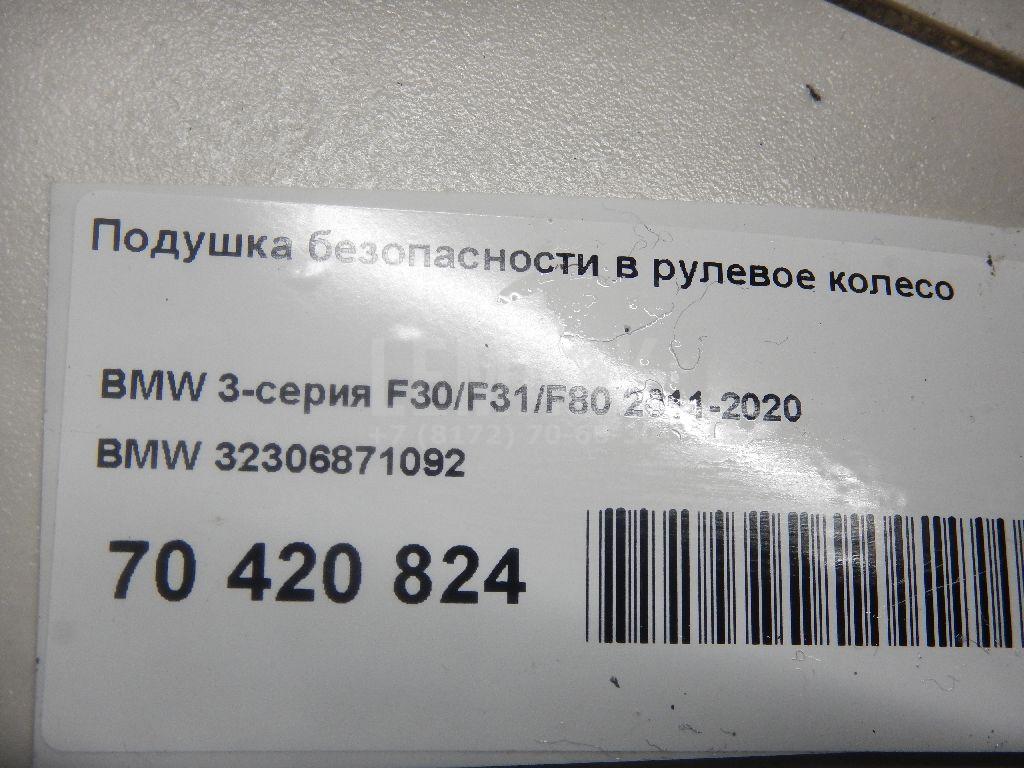 Подушка безопасности в рулевое колесо
BMW 3-серия F30/F31/F80 2011-2020
BMW 32306871092
70 420 824